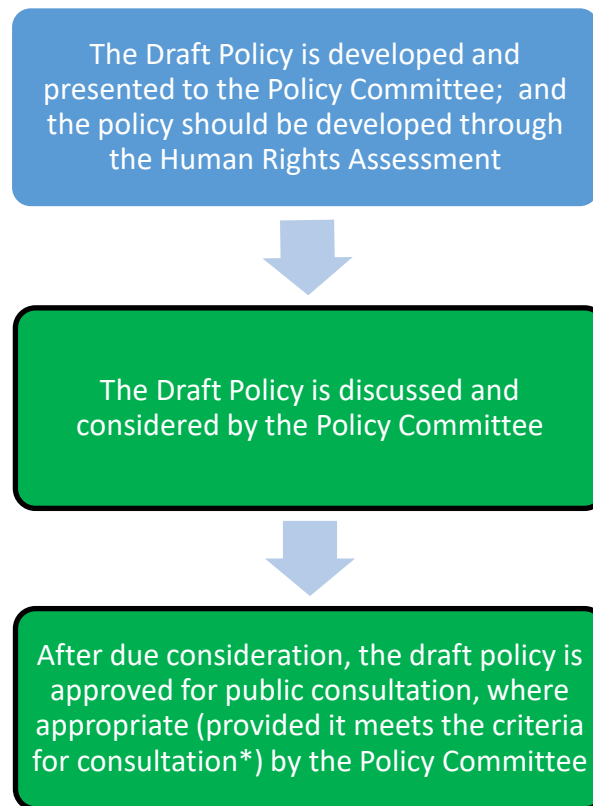 The Draft Policy is developed and
presented to the Policy Committee;  and
the policy should be developed through
the Human Rights Assessment
The Draft Policy is discussed and
considered by the Policy Committee
After due consideration, the draft policy is
approved for public consultation, where
appropriate (provided it meets the criteria
for consultation*) by the Policy Committee